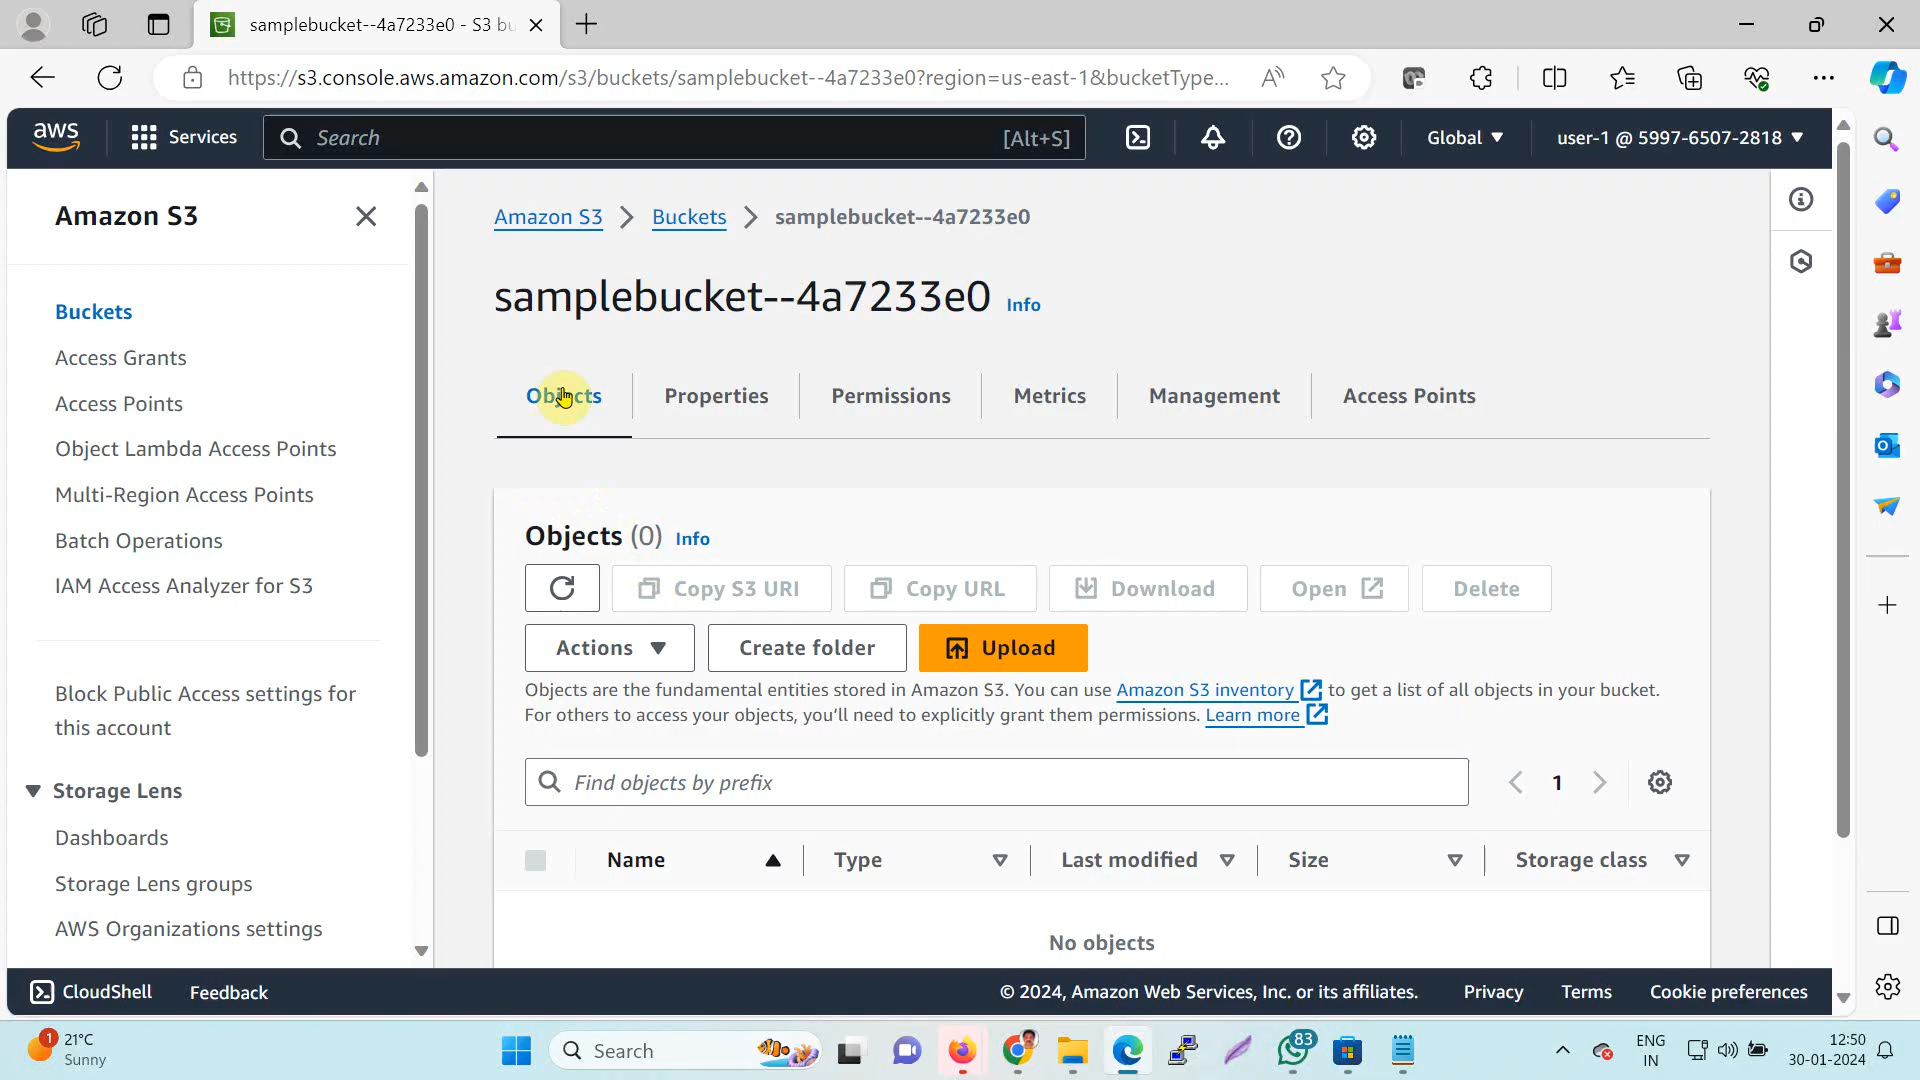 samplebucket--4a7233e0 - S3 bu
https://s3.console.aws.amazon.com/s3/buckets/samplebucket--4a7233e0?region=us-east-1&bucketType...
aws
Services
Search
[Alt+S]
Global
user-1 @ 5997-6507-2818
Amazon S3
Buckets
Access Grants
Access Points
Object Lambda Access Points
Multi-Region Access Points
Batch Operations
IAM Access Analyzer for S3
Block Public Access settings for
this account
Storage Lens
Dashboards
Storage Lens groups
AWS Organizations settings
Amazon S3 > Buckets > samplebucket--4a7233e0
samplebucket--4a7233e0 Info
Objects
Properties
Permissions
Metrics
Management
Access Points
Objects (0) Info
Copy S3 URI
Copy URL
Download
Open
Delete
Actions
Create folder
Upload
Objects are the fundamental entities stored in Amazon S3. You can use Amazon S3 inventory to get a list of all objects in your bucket.
For others to access your objects, you'll need to explicitly grant them permissions. Learn more
Find objects by prefix
1
Name
Type
Last modified
Size
Storage class
No objects
CloudShell
Feedback
© 2024, Amazon Web Services, Inc. or its affiliates.
Privacy
Terms
Cookie preferences
1
21°C
Sunny
Search
83
ENG
IN
12:50
30-01-2024